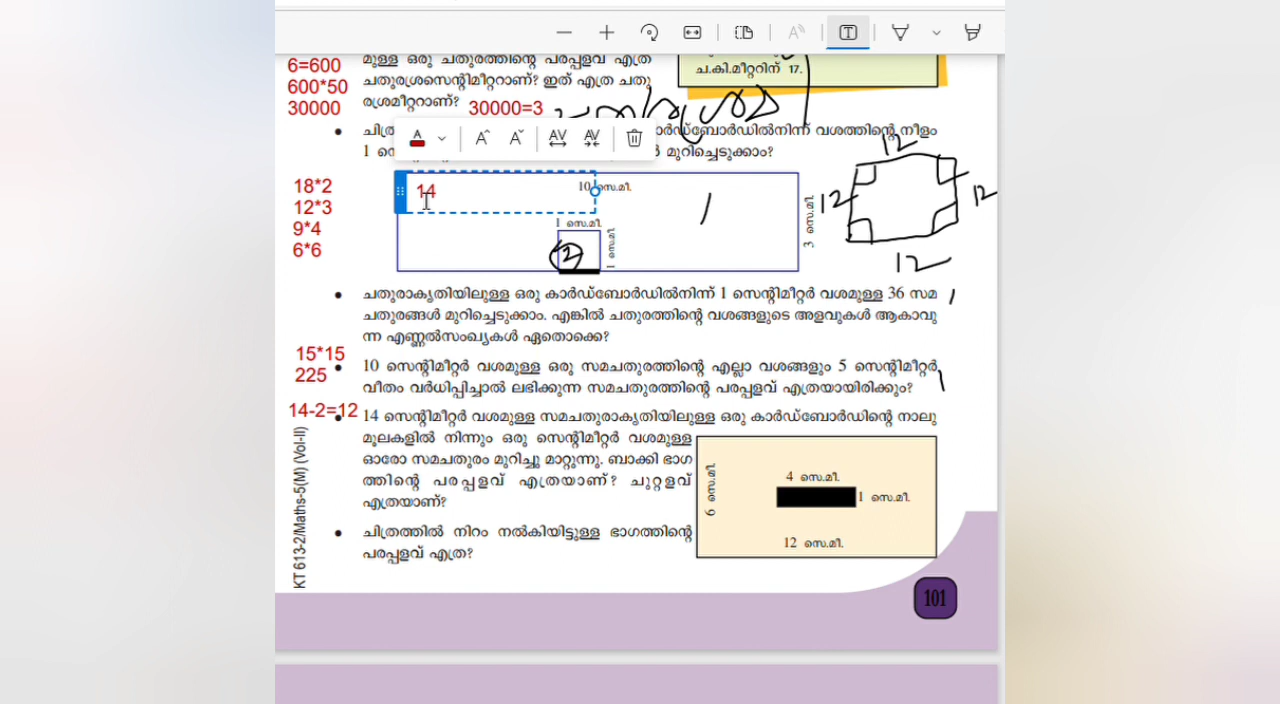 6=600
600*50
30000
മുള്ള ഒരു ചതുരത്തിന്റെ പരപ്പളവ് എത്ര
ചതുരശ്രസെന്റിമീറ്ററാണ്? ഇത് എത്ര ചതു
രശ്രമീറ്ററാണ്?
30000=3
ച.കി.മീറ്ററിന് 17.
കാർഡ്ബോർഡിൽനിന്ന് വശത്തിന്റെ നീളം
മുറിച്ചെടുക്കാം?
18*2
12*3
9*4
6*6
14
10 സെ.മീ.
3 സെ.മീ.
1 സെ.മീ.
1 സെ.മീ.
2
1
12
12
12
12
• ചതുരാകൃതിയിലുള്ള ഒരു കാർഡ്ബോർഡിൽനിന്ന് 1 സെന്റിമീറ്റർ വശമുള്ള 36 സമ
ചതുരങ്ങൾ മുറിച്ചെടുക്കാം. എങ്കിൽ ചതുരത്തിന്റെ വശങ്ങളുടെ അളവുകൾ ആകാവു
ന്ന എണ്ണൽസംഖ്യകൾ ഏതൊക്കെ?
15*15
225
• 10 സെന്റിമീറ്റർ വശമുള്ള ഒരു സമചതുരത്തിന്റെ എല്ലാ വശങ്ങളും 5 സെന്റിമീറ്റർ
വീതം വർധിപ്പിച്ചാൽ ലഭിക്കുന്ന സമചതുരത്തിന്റെ പരപ്പളവ് എത്രയായിരിക്കും?
14-2=12
• 14 സെന്റിമീറ്റർ വശമുള്ള സമചതുരാകൃതിയിലുള്ള ഒരു കാർഡ്ബോർഡിന്റെ നാലു
മൂലകളിൽ നിന്നും ഒരു സെന്റിമീറ്റർ വശമുള്ള
ഓരോ സമചതുരം മുറിച്ചു മാറ്റുന്നു. ബാക്കി ഭാഗ
ത്തിന്റെ പരപ്പളവ് എത്രയാണ്? ചുറ്റളവ്
എത്രയാണ്?
• ചിത്രത്തിൽ നിറം നൽകിയിട്ടുള്ള ഭാഗത്തിന്റെ
പരപ്പളവ് എത്ര?
6 സെ.മീ.
4 സെ.മീ.
1 സെ.മീ.
12 സെ.മീ.
KT 613-2/Maths-5(M) (Vol-II)
101